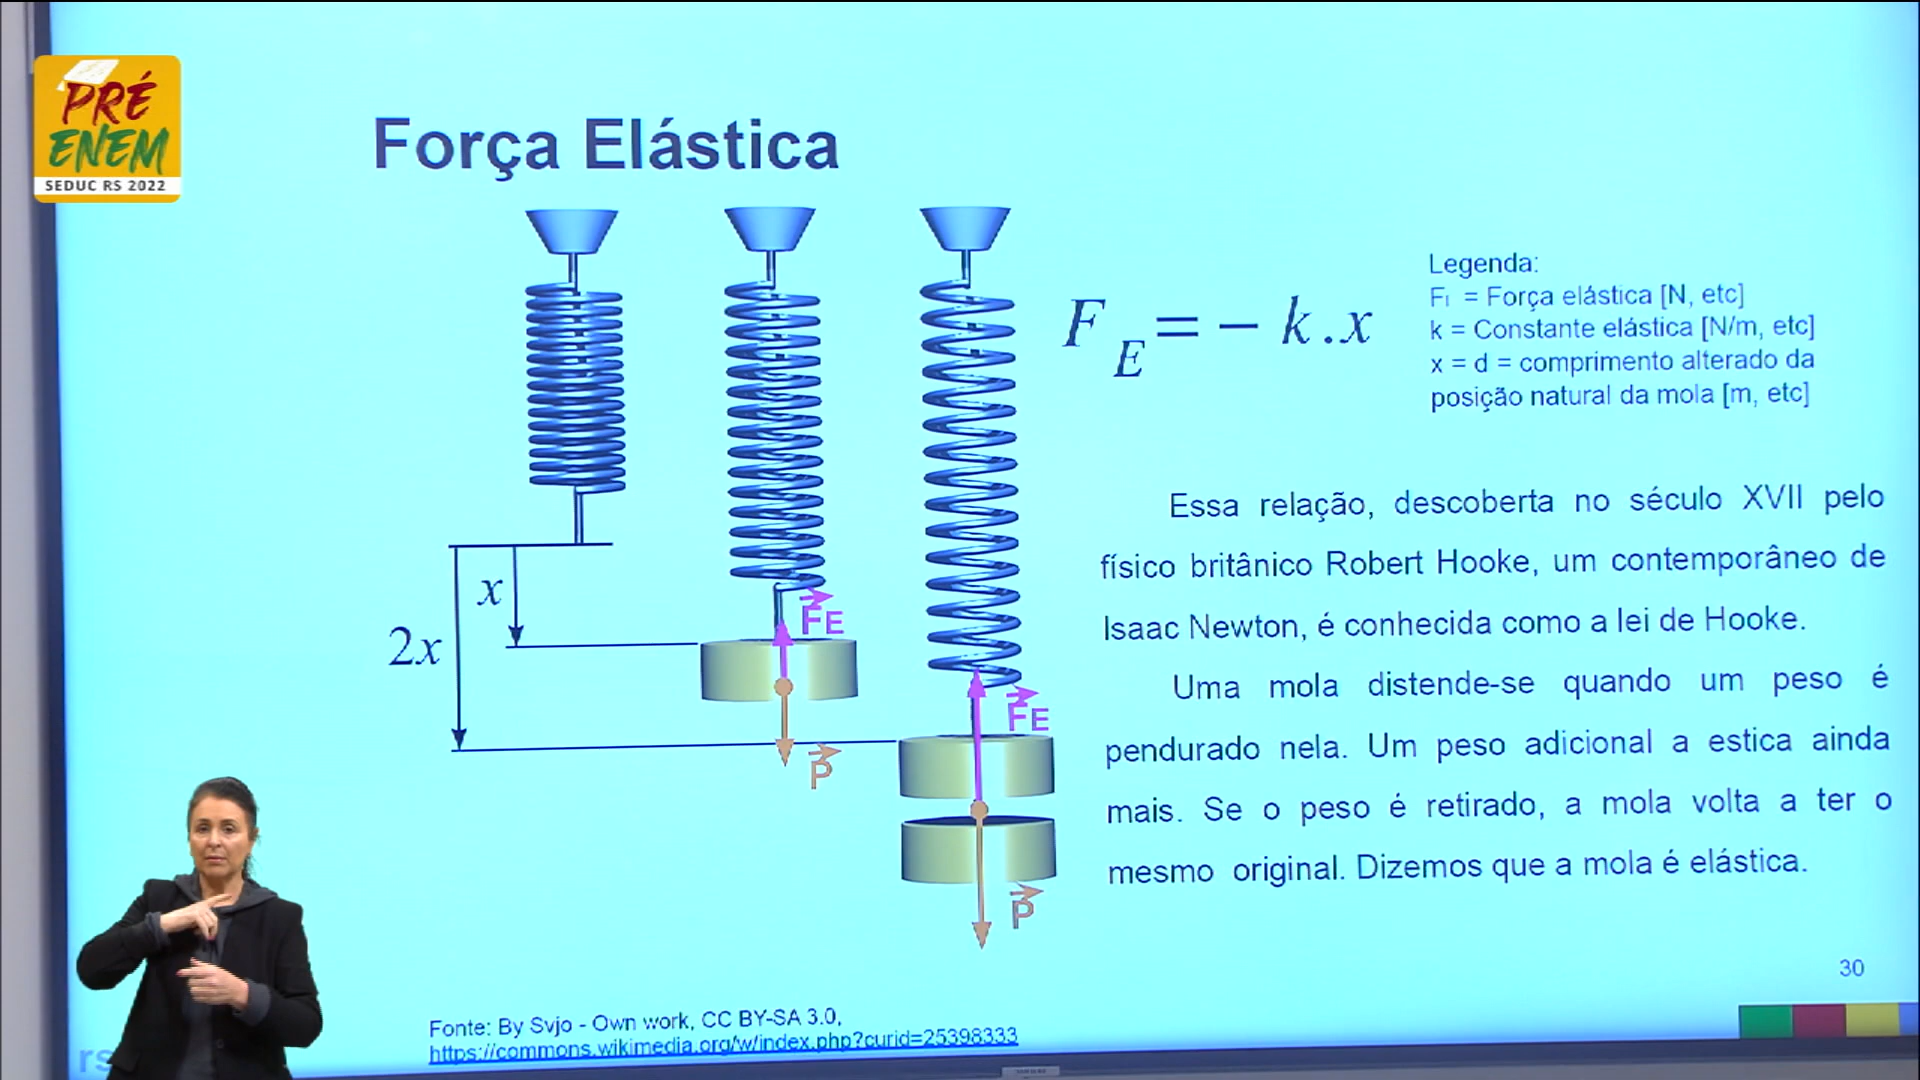 PRÉ
ENEM
SEDUC RS 2022
Força Elástica
F E = - k . x
Legenda:
Fı = Força elástica [N, etc]
k = Constante elástica [N/m, etc]
x = d = comprimento alterado da
posição natural da mola [m, etc]
x
2x
FE
P
FE
P
Essa relação, descoberta no século XVII pelo
físico britânico Robert Hooke, um contemporâneo de
Isaac Newton, é conhecida como a lei de Hooke.
Uma mola distende-se quando um peso é
pendurado nela. Um peso adicional a estica ainda
mais. Se o peso é retirado, a mola volta a ter o
mesmo original. Dizemos que a mola é elástica.
30
Fonte: By Svjo - Own work, CC BY-SA 3.0,
https://commons.wikimedia.org/w/index.php?curid=25398333
rs